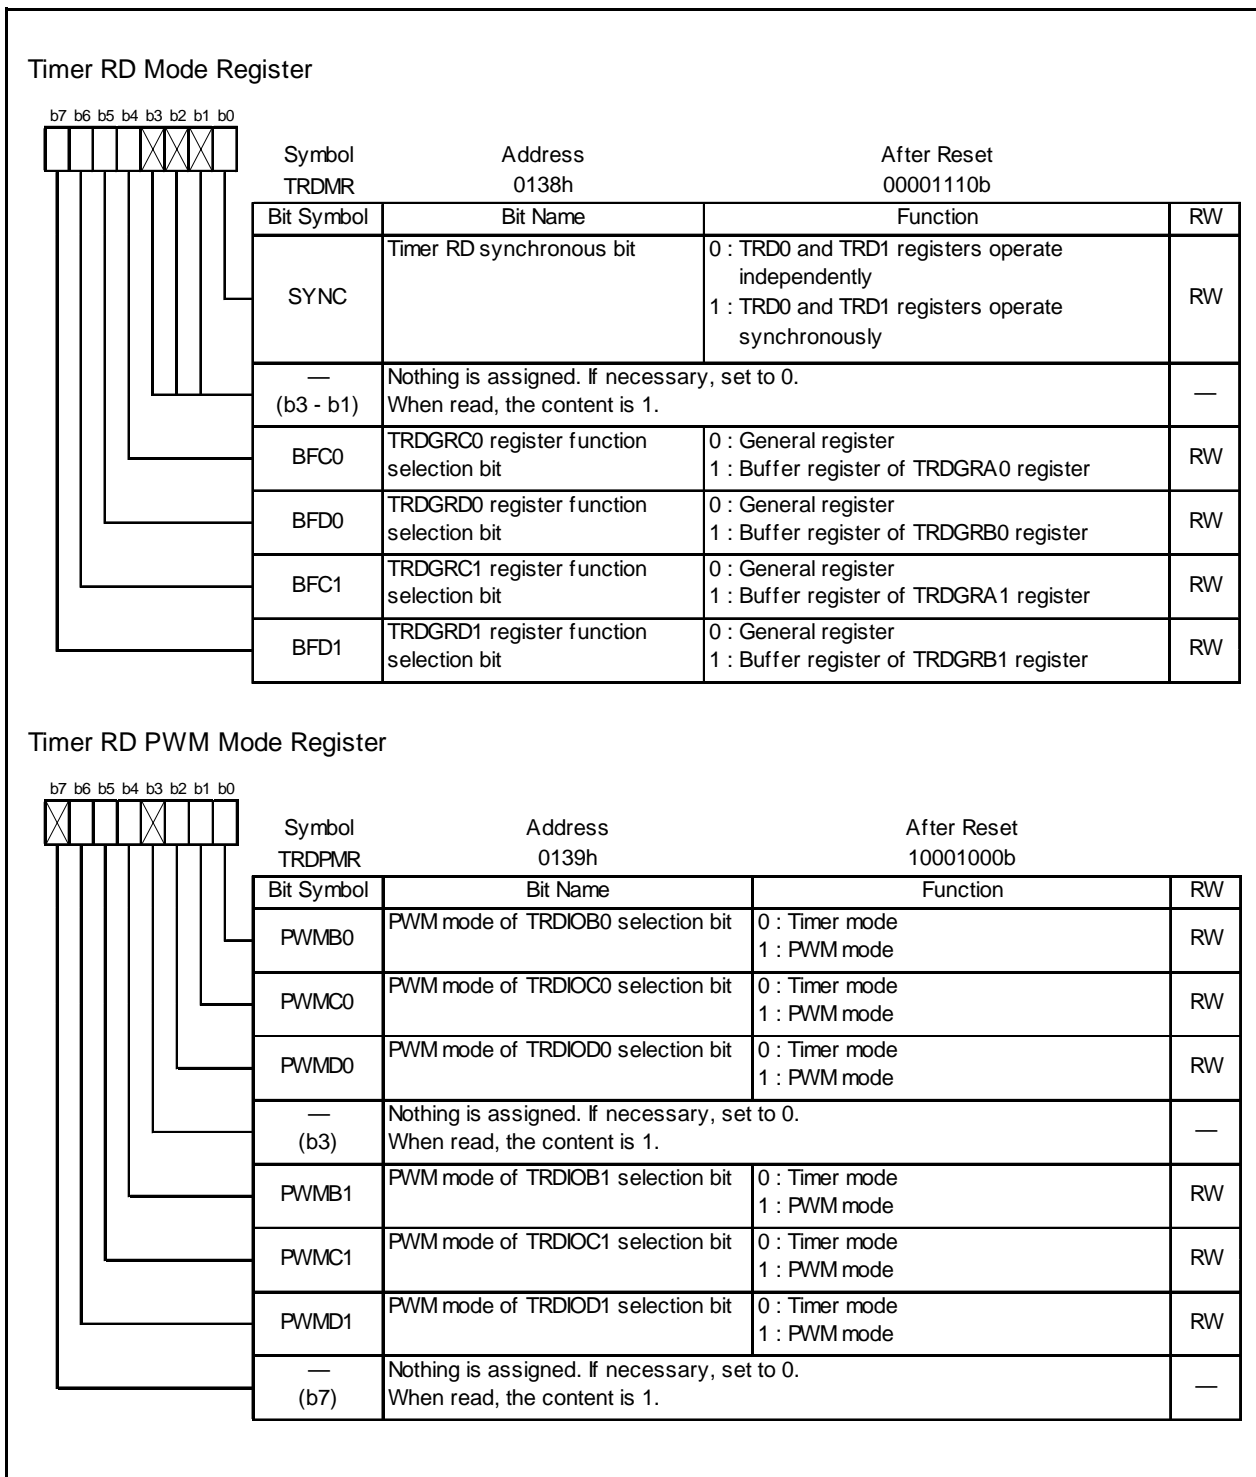 Timer RD Mode Register
b7 b6 b5 b4 b3 b2 b1 b0
Symbol Address After Reset
TRDMR 0138h 00001110b
Bit Symbol Bit Name Function RW
SYNC Timer RD synchronous bit 0 : TRD0 and TRD1 registers operate
independently
1 : TRD0 and TRD1 registers operate
synchronously RW
— Nothing is assigned. If necessary, set to 0.
(b3 - b1) When read, the content is 1. —
BFC0 TRDGRC0 register function 0 : General register RW
selection bit 1 : Buffer register of TRDGRA0 register
BFD0 TRDGRD0 register function 0 : General register RW
selection bit 1 : Buffer register of TRDGRB0 register
BFC1 TRDGRC1 register function 0 : General register RW
selection bit 1 : Buffer register of TRDGRA1 register
BFD1 TRDGRD1 register function 0 : General register RW
selection bit 1 : Buffer register of TRDGRB1 register
Timer RD PWM Mode Register
b7 b6 b5 b4 b3 b2 b1 b0
Symbol Address After Reset
TRDPMR 0139h 10001000b
Bit Symbol Bit Name Function RW
PWMB0 PWM mode of TRDIOB0 selection bit 0 : Timer mode RW
1 : PWM mode
PWMC0 PWM mode of TRDIOC0 selection bit 0 : Timer mode RW
1 : PWM mode
PWMD0 PWM mode of TRDIOD0 selection bit 0 : Timer mode RW
1 : PWM mode
— Nothing is assigned. If necessary, set to 0.
(b3) When read, the content is 1. —
PWMB1 PWM mode of TRDIOB1 selection bit 0 : Timer mode RW
1 : PWM mode
PWMC1 PWM mode of TRDIOC1 selection bit 0 : Timer mode RW
1 : PWM mode
PWMD1 PWM mode of TRDIOD1 selection bit 0 : Timer mode RW
1 : PWM mode
— Nothing is assigned. If necessary, set to 0.
(b7) When read, the content is 1. —